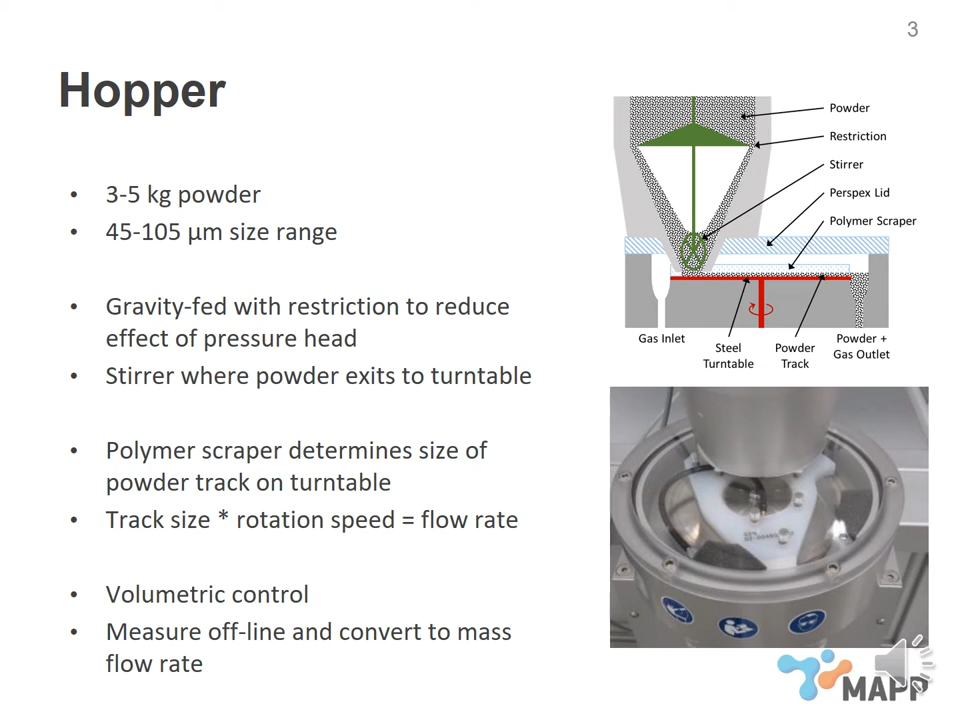 3
Hopper
• 3-5 kg powder
• 45-105 µm size range
• Gravity-fed with restriction to reduce
effect of pressure head
• Stirrer where powder exits to turntable
• Polymer scraper determines size of
powder track on turntable
• Track size * rotation speed = flow rate
• Volumetric control
• Measure off-line and convert to mass
flow rate
Powder
Restriction
Stirrer
Perspex Lid
Polymer Scraper
Gas Inlet
Steel
Turntable
Powder
Track
Powder +
Gas Outlet
MAPP